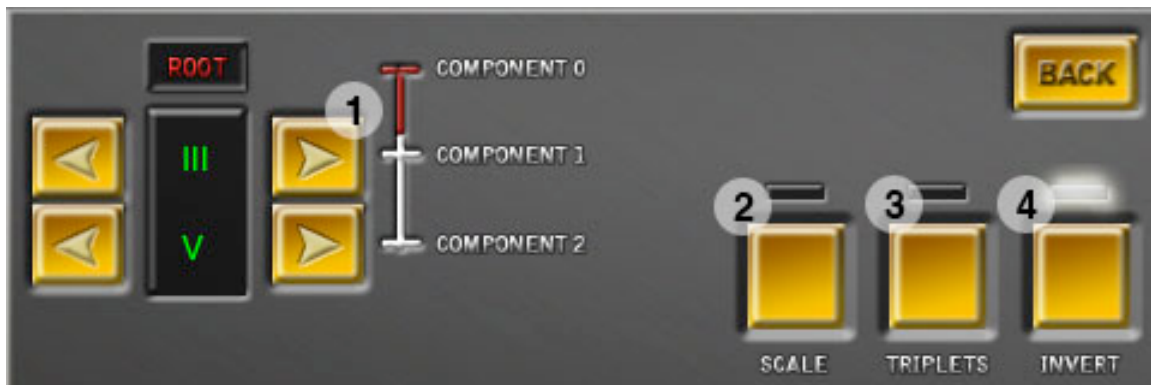 ROOT
COMPONENT 0
BACK
1
III
COMPONENT 1
V
COMPONENT 2
2
3
4
SCALE
TRIPLETS
INVERT